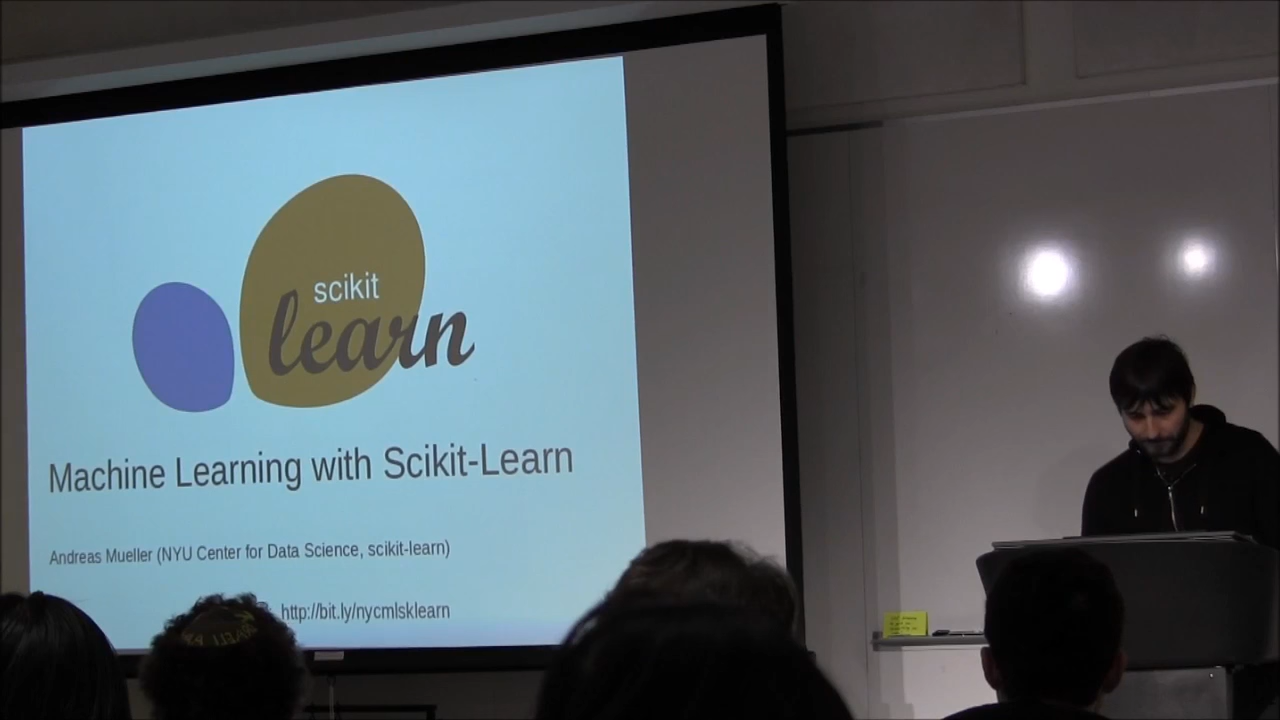 scikit
learn
Machine Learning with Scikit-Learn
Andreas Mueller (NYU Center for Data Science, scikit-learn)
http://bit.ly/nycmlsklearn